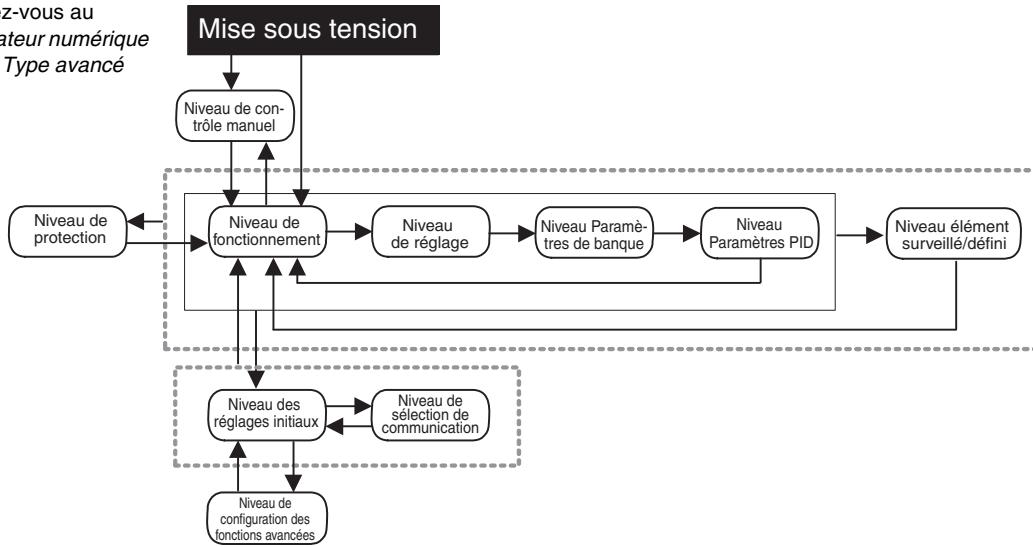 ez-vous au
ateur numérique
Type avancé
Mise sous tension
Niveau de con-
trôle manuel
Niveau de
protection
Niveau de
fonctionnement
Niveau
de réglage
Niveau Paramè-
tres de banque
Niveau
Paramètres PID
Niveau élément
surveillé/défini
Niveau des
réglages initiaux
Niveau de
sélection de
communication
Niveau de
configuration des
fonctions avancées